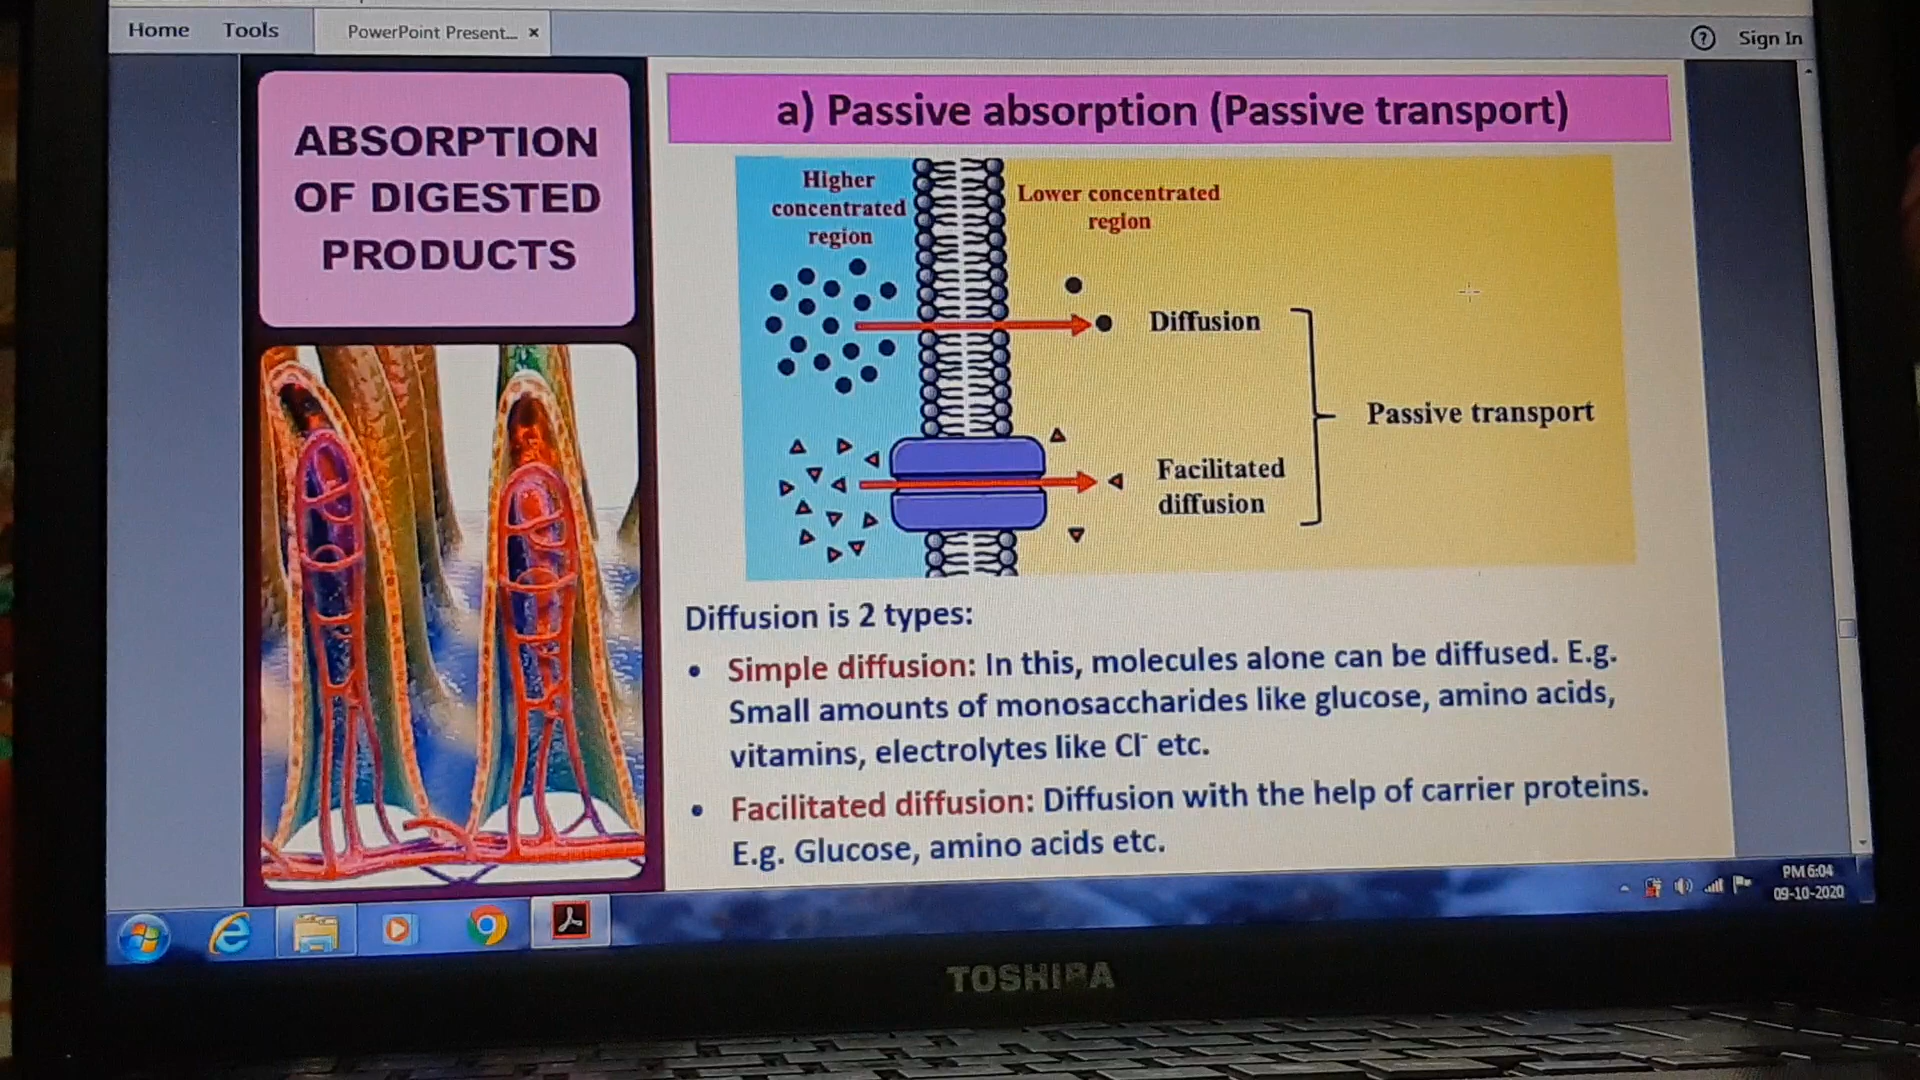 Home Tools PowerPoint Present... × ? Sign In
ABSORPTION
OF DIGESTED
PRODUCTS
a) Passive absorption (Passive transport)
Higher
concentrated
region
Lower concentrated
region
Diffusion
Passive transport
Facilitated
diffusion
Diffusion is 2 types:
• Simple diffusion: In this, molecules alone can be diffused. E.g.
Small amounts of monosaccharides like glucose, amino acids,
vitamins, electrolytes like Cl⁻ etc.
• Facilitated diffusion: Diffusion with the help of carrier proteins.
E.g. Glucose, amino acids etc.
PM 6:04
09-10-2020
TOSHIBA